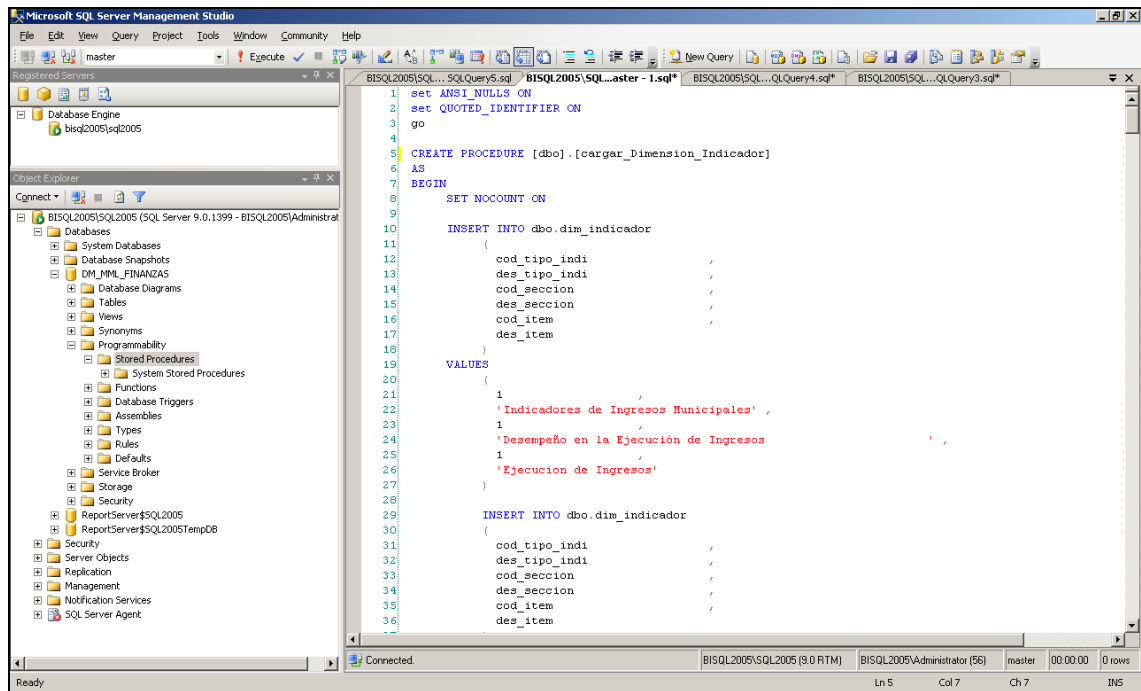 Microsoft SQL Server Management Studio
File Edit View Query Project Tools Window Community Help
master Execute New Query
Registered Servers
Database Engine
bisql2005\sql2005
Object Explorer
Connect
BISQL2005\SQL2005 (SQL Server 9.0.1399 - BISQL2005\Administrat
Databases
System Databases
Database Snapshots
DM_MML_FINANZAS
Database Diagrams
Tables
Views
Synonyms
Programmability
Stored Procedures
System Stored Procedures
Functions
Database Triggers
Assemblies
Types
Rules
Defaults
Service Broker
Storage
Security
ReportServer$SQL2005
ReportServer$SQL2005TempDB
Security
Server Objects
Replication
Management
Notification Services
SQL Server Agent
BISQL2005\SQL... SQLQuery5.sql BISQL2005\SQL...aster - 1.sql* BISQL2005\SQL...QLQuery4.sql* BISQL2005\SQL...QLQuery3.sql*
1 set ANSI_NULLS ON
2 set QUOTED_IDENTIFIER ON
3 go
4
5 CREATE PROCEDURE [dbo].[cargar_Dimension_Indicador]
6 AS
7 BEGIN
8 SET NOCOUNT ON
9
10 INSERT INTO dbo.dim_indicador
11 (
12 cod_tipo_indi ,
13 des_tipo_indi ,
14 cod_seccion ,
15 des_seccion ,
16 cod_item ,
17 des_item
18 )
19 VALUES
20 (
21 1 ,
22 'Indicadores de Ingresos Municipales' ,
23 1 ,
24 'Desempeño en la Ejecución de Ingresos ' ,
25 1 ,
26 'Ejecucion de Ingresos'
27 )
28
29 INSERT INTO dbo.dim_indicador
30 (
31 cod_tipo_indi ,
32 des_tipo_indi ,
33 cod_seccion ,
34 des_seccion ,
35 cod_item ,
36 des_item
Connected. BISQL2005\SQL2005 (9.0 RTM) BISQL2005\Administrator (56) master 00:00:00 0 rows
Ready Ln 5 Col 7 Ch 7 INS